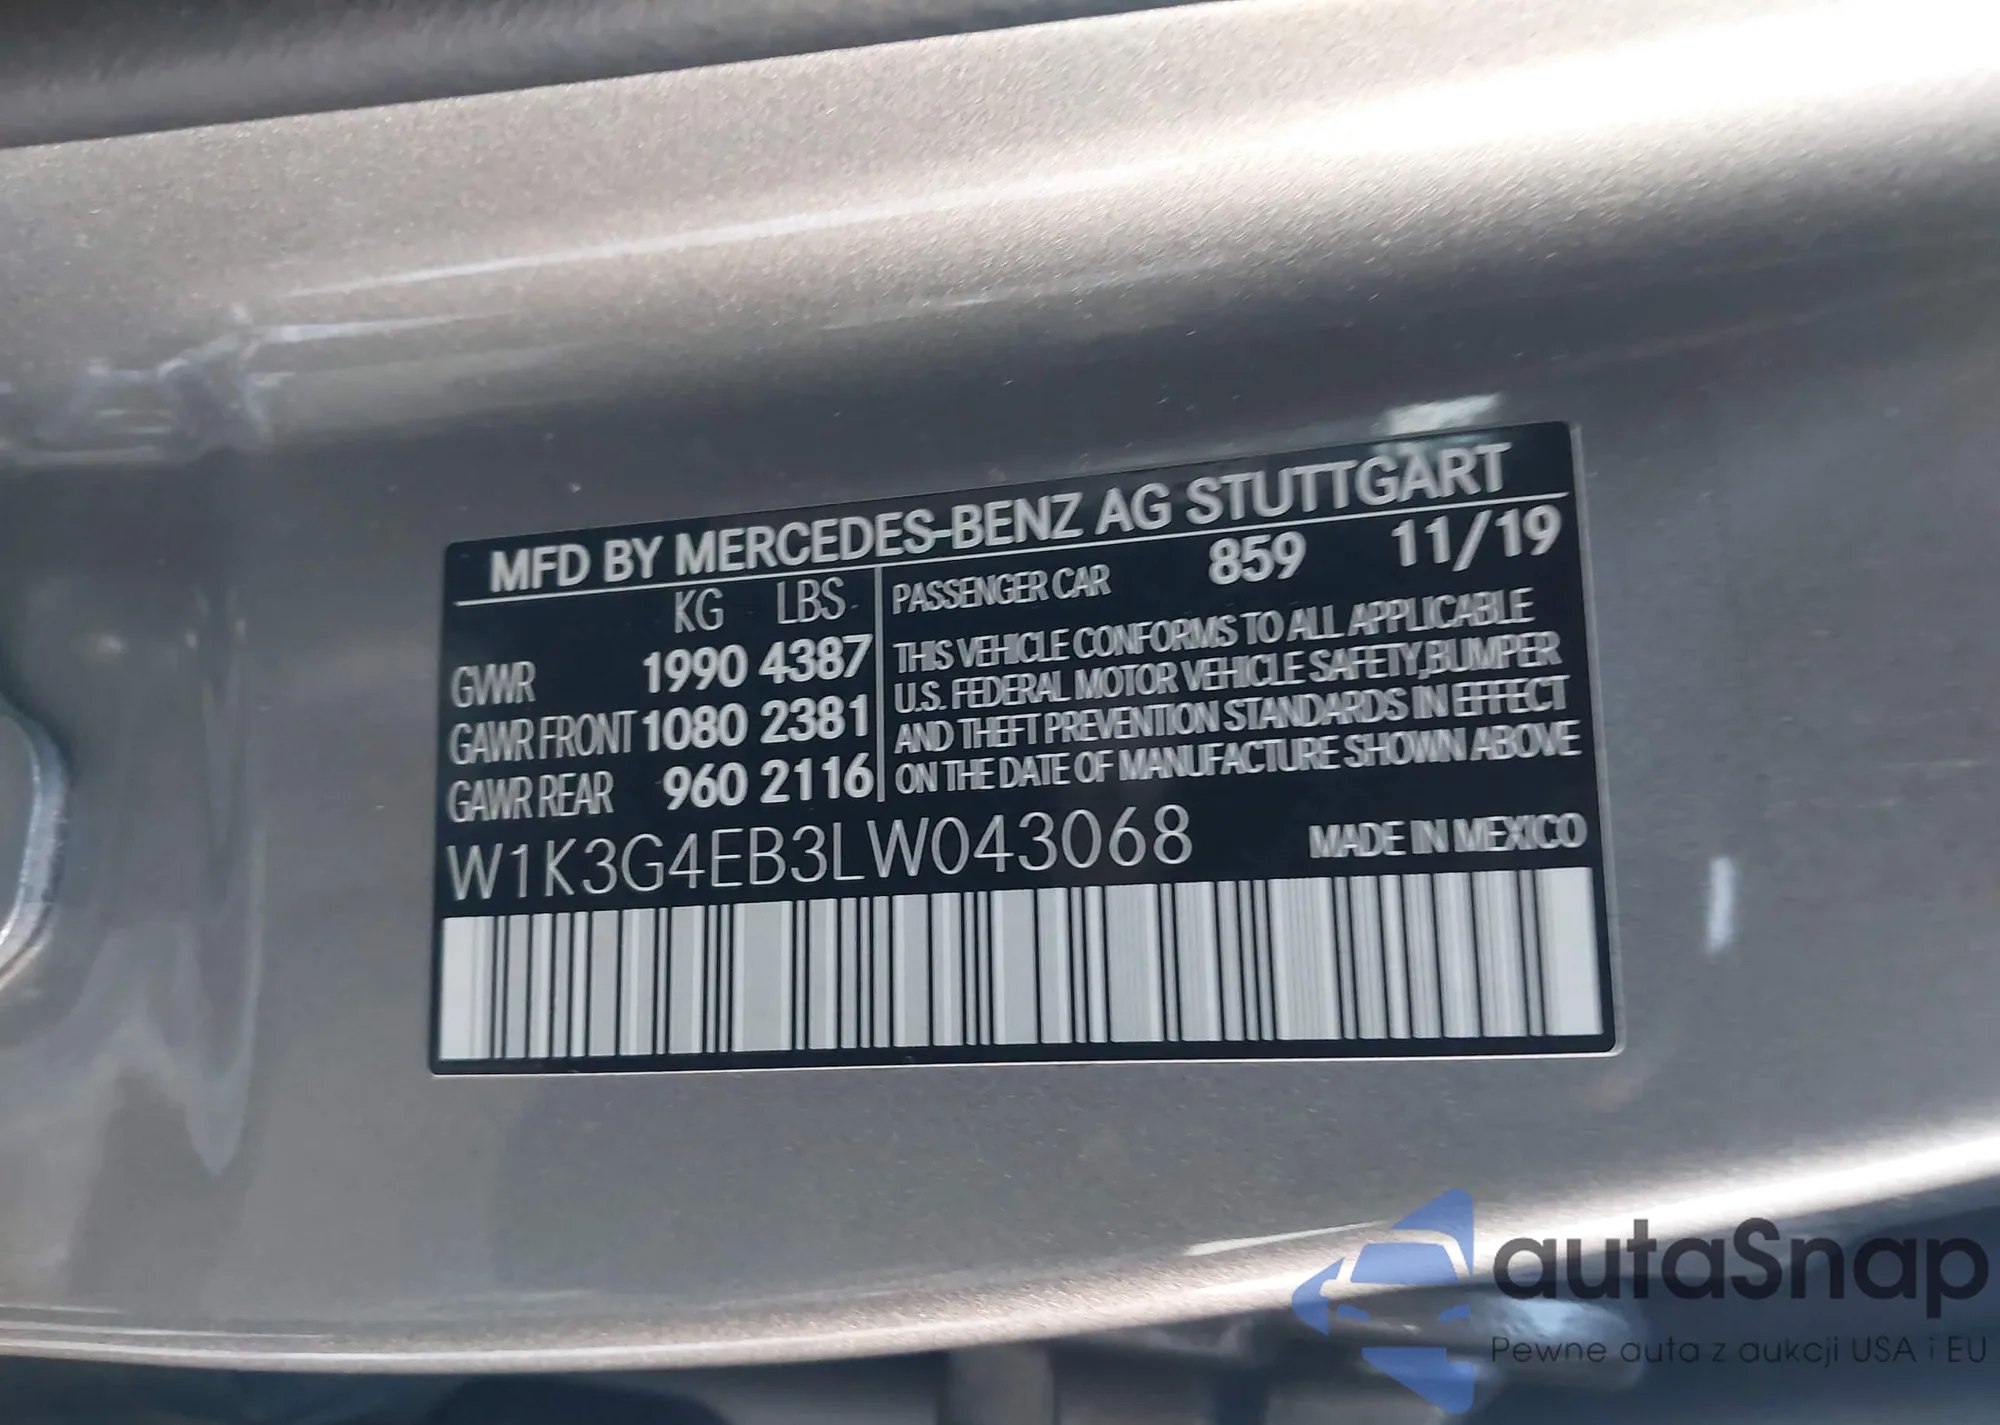 MFD BY MERCEDES-BENZ AG STUTTGART
KG LBS
GVWR 1990 4387
GAWR FRONT 1080 2381
GAWR REAR 960 2116
PASSENGER CAR 859 11/19
THIS VEHICLE CONFORMS TO ALL APPLICABLE
U.S. FEDERAL MOTOR VEHICLE SAFETY,BUMPER
AND THEFT PREVENTION STANDARDS IN EFFECT
ON THE DATE OF MANUFACTURE SHOWN ABOVE
W1K3G4EB3LW043068
MADE IN MEXICO
autaSnap
Pewne auta z aukcji USA i EU